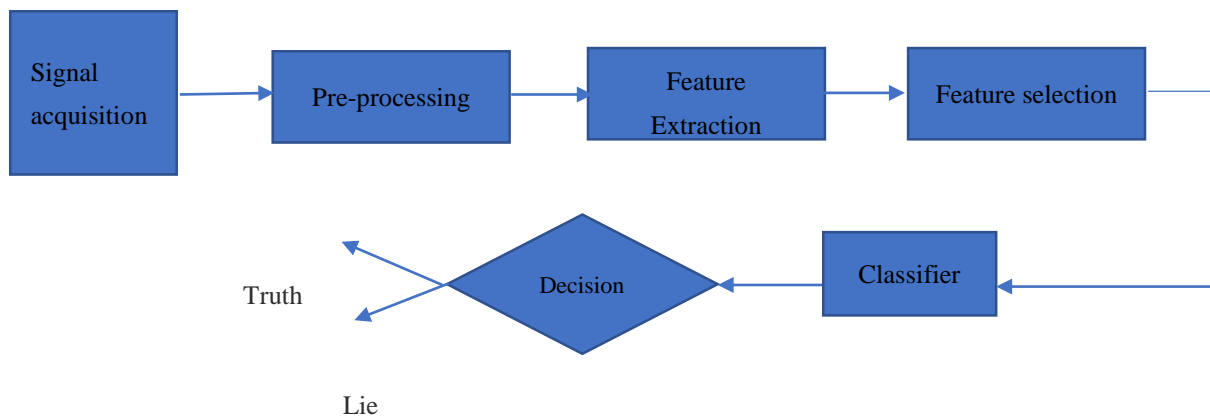 Signal
acquisition
Pre-processing
Feature
Extraction
Feature selection
Classifier
Decision
Truth
Lie